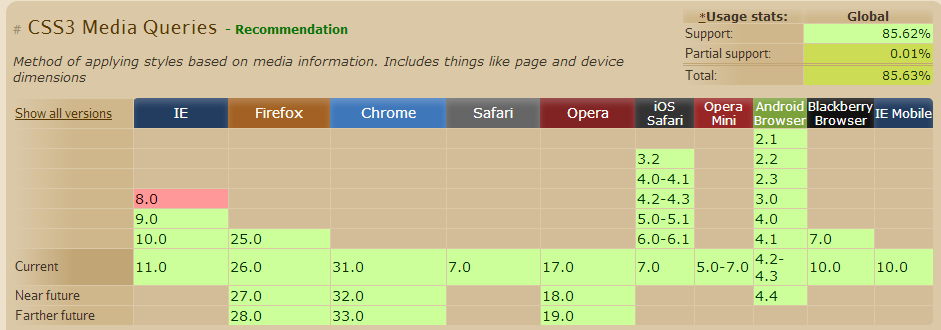 # CSS3 Media Queries - Recommendation
*Usage stats: Global
Support: 85.62%
Partial support: 0.01%
Total: 85.63%
Method of applying styles based on media information. Includes things like page and device
dimensions
Show all versions IE Firefox Chrome Safari Opera iOS Safari Opera Mini Android Browser Blackberry Browser IE Mobile
2.1
3.2 2.2
4.0-4.1 2.3
8.0 4.2-4.3 3.0
9.0 5.0-5.1 4.0
10.0 25.0 6.0-6.1 4.1 7.0
Current 11.0 26.0 31.0 7.0 17.0 7.0 5.0-7.0 4.2-4.3 10.0 10.0
Near future 27.0 32.0 18.0 4.4
Farther future 28.0 33.0 19.0